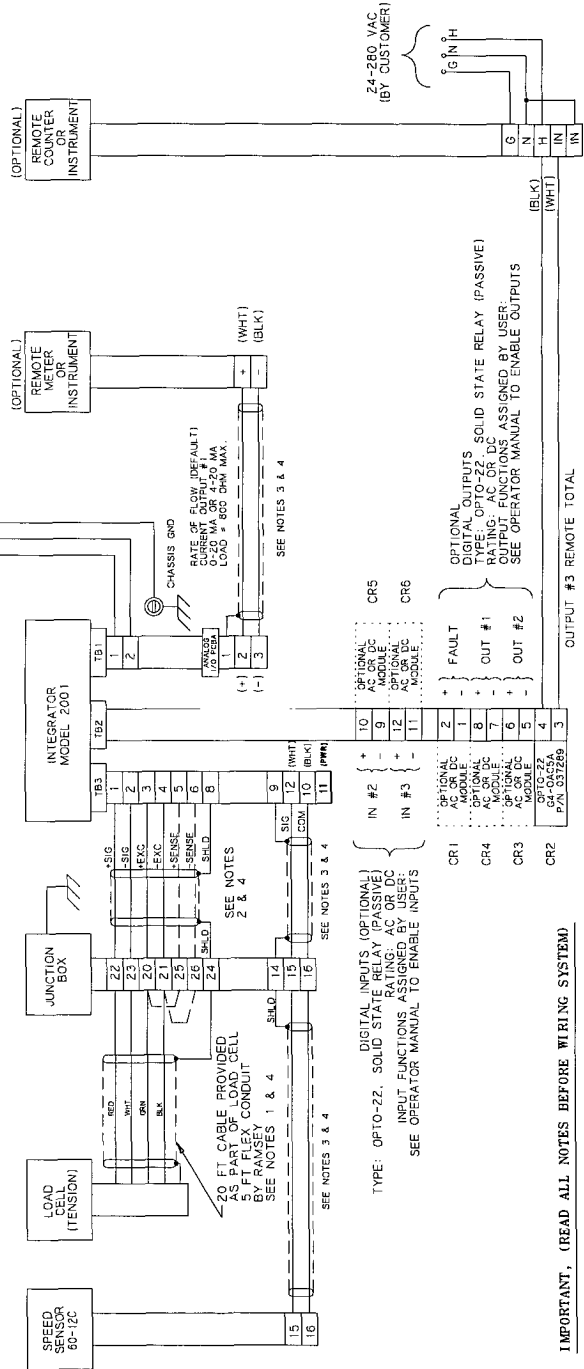 SPEED
SENSOR
60-12C
LOAD
CELL
(TENSION)
JUNCTION
BOX
INTEGRATOR
MODEL 2001
(OPTIONAL)
REMOTE
METER
OR
INSTRUMENT
(OPTIONAL)
REMOTE
COUNTER
OR
INSTRUMENT
24-280 VAC
(BY CUSTOMER)
G
N
H
RED
WHT
GRN
BLK
20 FT CABLE PROVIDED
AS PART OF LOAD CELL
5 FT FLEX CONDUIT
BY RAMSEY
SEE NOTES 1 & 4
22
23
20
21
25
26
24
14
15
16
SHLD
+SIG
-SIG
+EXC
-EXC
SHLD
SHLD
SEE NOTES
2 & 4
TB3
1
2
3
4
5
6
8
9
12
10
11
SIG
COM
(WHT)
(BLK)
(PWR)
SEE NOTES 3 & 4
15
16
SHLD
SEE NOTES 3 & 4
TB2
TB1
1
2
CHASSIS GND
ANALOG
I/O PCBA
1
2
3
(+)
(-)
RATE OF FLOW (DEFAULT)
CURRENT OUTPUT #1
0-20 MA OR 4-20 MA
LOAD = 800 OHM MAX.
SEE NOTES 3 & 4
+
-
(WHT)
(BLK)
G
N
H
IN
IN
(BLK)
(WHT)
DIGITAL INPUTS (OPTIONAL)
TYPE: OPTO-22, SOLID STATE RELAY (PASSIVE)
RATING: AC OR DC
INPUT FUNCTIONS ASSIGNED BY USER:
SEE OPERATOR MANUAL TO ENABLE INPUTS
IN #2
+
-
10
9
OPTIONAL
AC OR DC
MODULE
CR5
IN #3
+
-
12
11
OPTIONAL
AC OR DC
MODULE
CR6
CR1
OPTIONAL
AC OR DC
MODULE
2
1
+
-
FAULT
CR4
OPTIONAL
AC OR DC
MODULE
8
7
+
-
OUT #1
CR3
OPTIONAL
AC OR DC
MODULE
6
5
+
-
OUT #2
CR2
OPTO-22
G4-OAC5A
P/N 037289
4
3
OPTIONAL
DIGITAL OUTPUTS
TYPE: OPTO-22, SOLID STATE RELAY (PASSIVE)
RATING: AC OR DC
OUTPUT FUNCTIONS ASSIGNED BY USER:
SEE OPERATOR MANUAL TO ENABLE OUTPUTS
OUTPUT #3 REMOTE TOTAL
IMPORTANT, (READ ALL NOTES BEFORE WIRING SYSTEM)